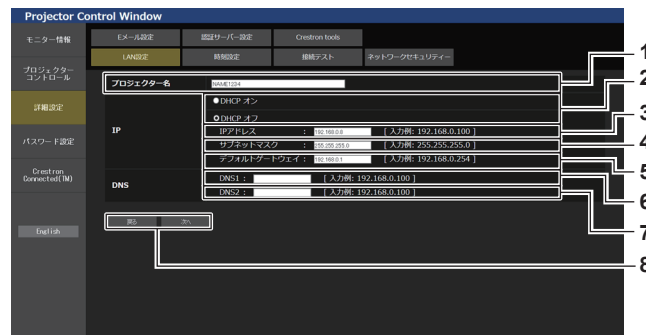 Projector Control Window
モニター情報
プロジェクター
コントロール
詳細設定
パスワード設定
Crestron
Connected(TM)
English
Eメール設定 認証サーバー設定 Crestron tools
LAN設定 時刻設定 接続テスト ネットワークセキュリティー
プロジェクター名 NAME1234
IP
DHCP オン
DHCP オフ
IPアドレス : 192.168.0.8 [ 入力例: 192.168.0.100 ]
サブネットマスク : 255.255.255.0 [ 入力例: 255.255.255.0 ]
デフォルトゲートウェイ : 192.168.0.1 [ 入力例: 192.168.0.254 ]
DNS
DNS1 : [ 入力例: 192.168.0.100 ]
DNS2 : [ 入力例: 192.168.0.100 ]
戻る 次へ
1
2
3
4
5
6
7
8